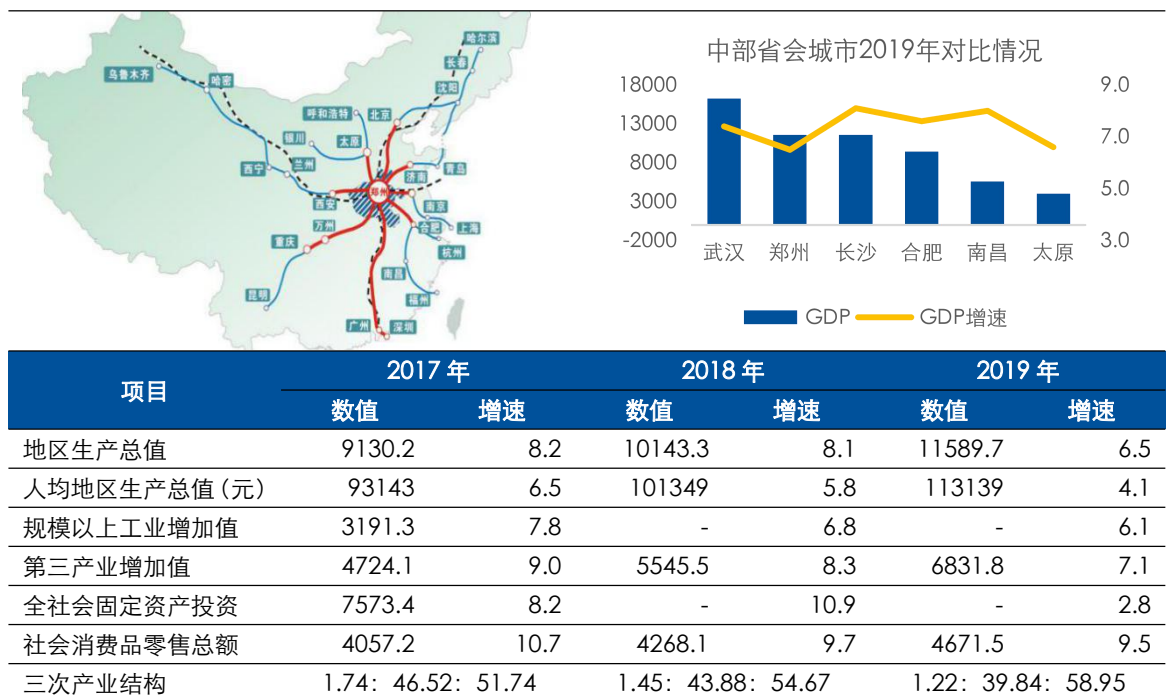 哈尔滨
长春
沈阳
乌鲁木齐
哈密
呼和浩特
北京
银川
太原
兰州
西宁
青岛
济南
郑州
西安
南京
万州
合肥
上海
重庆
杭州
南昌
昆明
福州
广州
深圳
中部省会城市2019年对比情况
18000
13000
8000
3000
-2000
9.0
7.0
5.0
3.0
武汉 郑州 长沙 合肥 南昌 太原
GDP GDP增速
项目 2017年 2018年 2019年
数值 增速 数值 增速 数值 增速
地区生产总值 9130.2 8.2 10143.3 8.1 11589.7 6.5
人均地区生产总值(元) 93143 6.5 101349 5.8 113139 4.1
规模以上工业增加值 3191.3 7.8 - 6.8 - 6.1
第三产业增加值 4724.1 9.0 5545.5 8.3 6831.8 7.1
全社会固定资产投资 7573.4 8.2 - 10.9 - 2.8
社会消费品零售总额 4057.2 10.7 4268.1 9.7 4671.5 9.5
三次产业结构 1.74：46.52：51.74 1.45：43.88：54.67 1.22：39.84：58.95